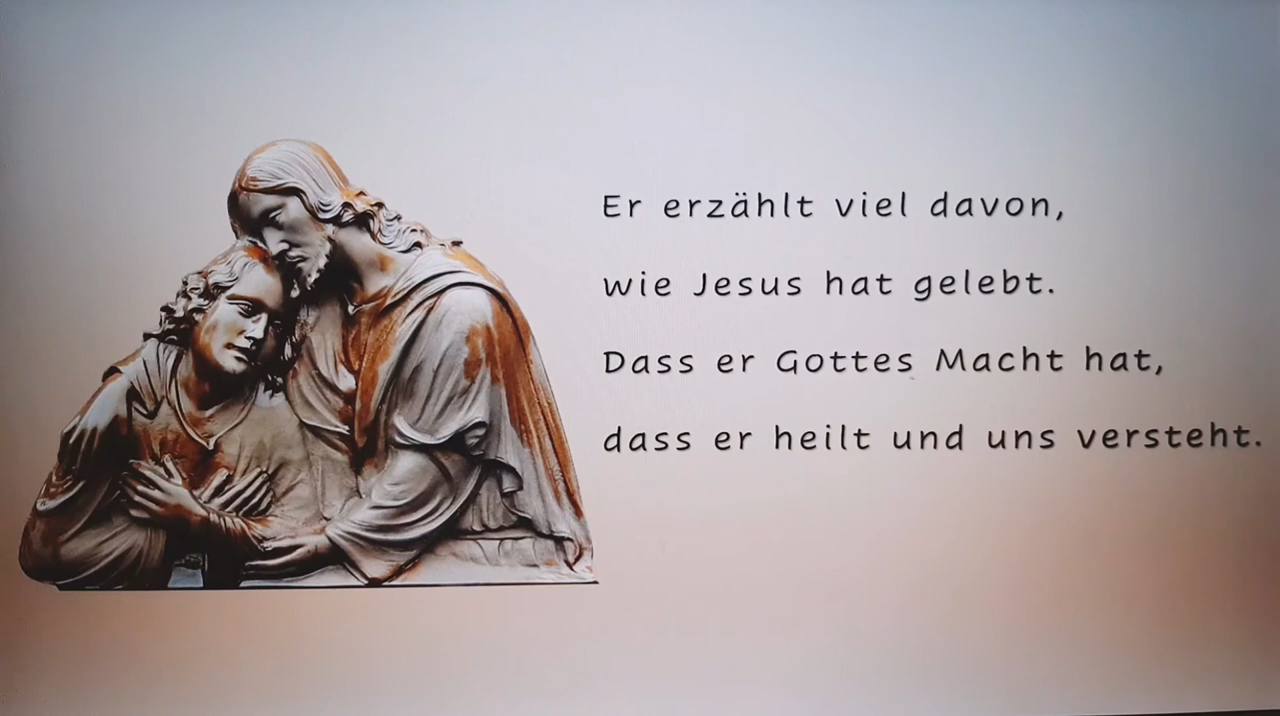 Er erzählt viel davon,
wie Jesus hat gelebt.
Dass er Gottes Macht hat,
dass er heilt und uns versteht.